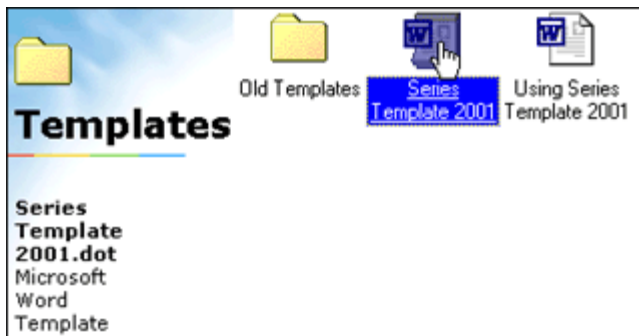 Templates
Series
Template
2001.dot
Microsoft
Word
Template
Old Templates
Series
Template 2001
Using Series
Template 2001